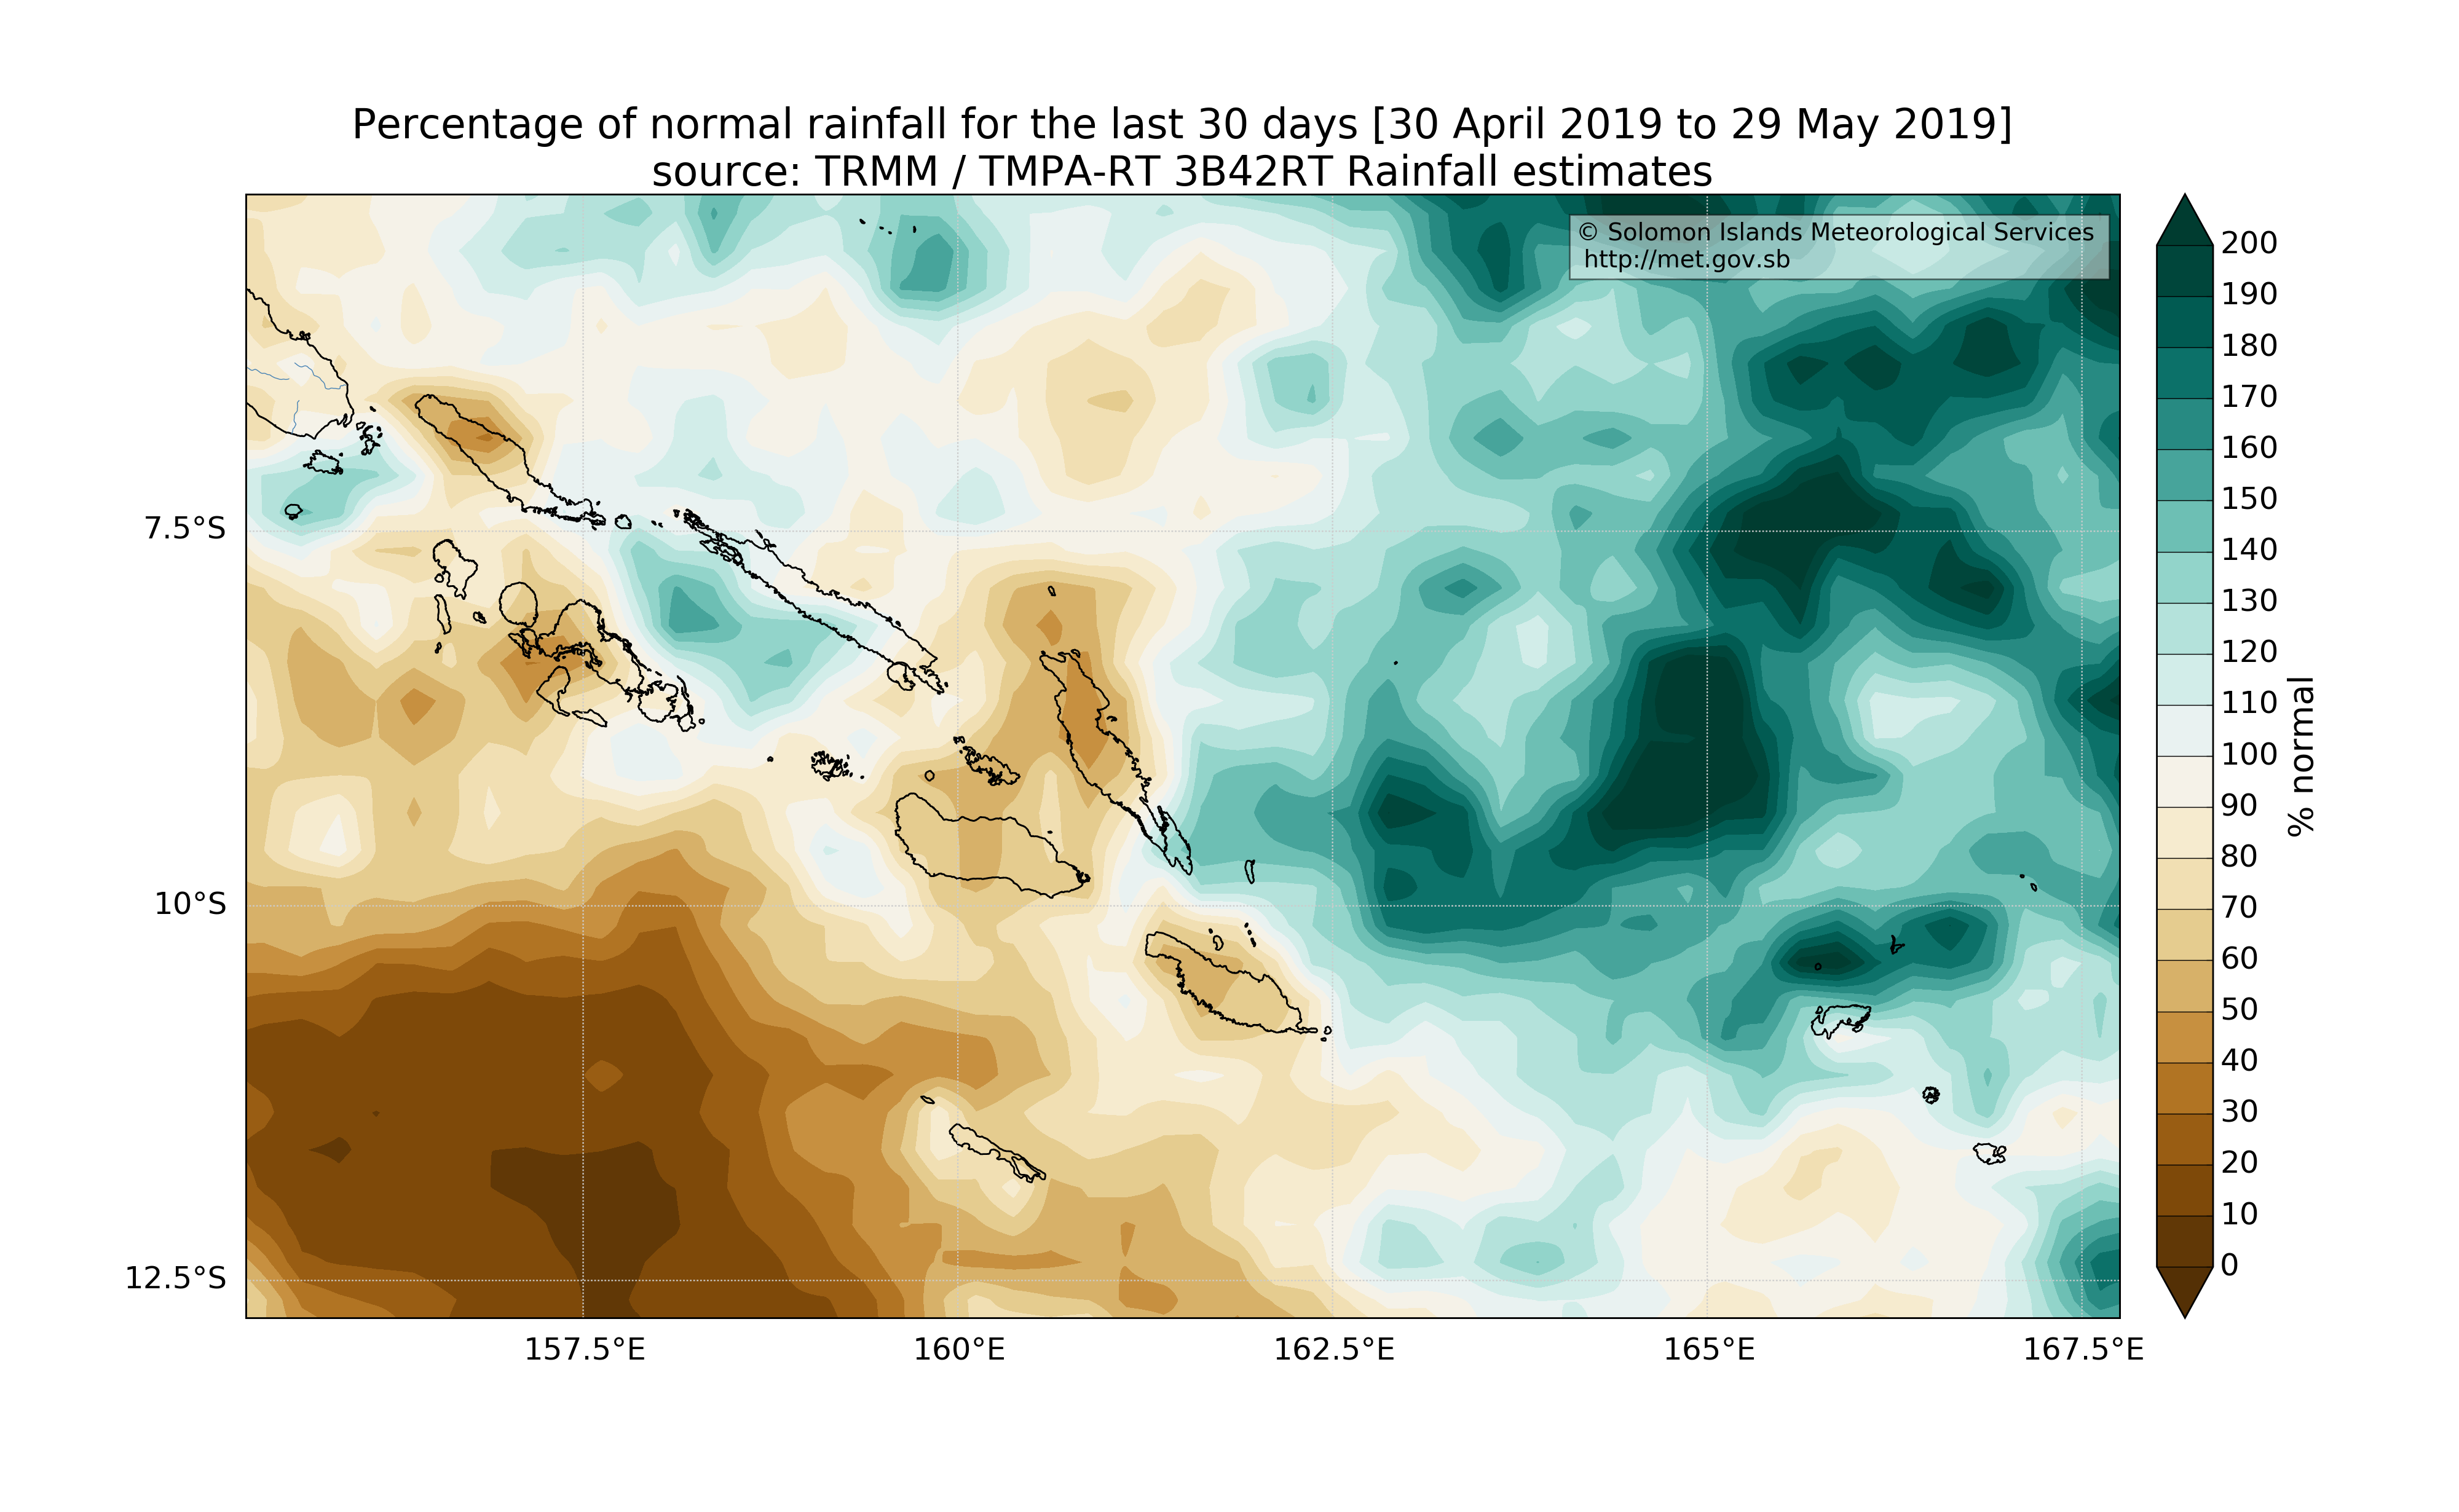 Percentage of normal rainfall for the last 30 days [30 April 2019 to 29 May 2019]
source: TRMM / TMPA-RT 3B42RT Rainfall estimates
© Solomon Islands Meteorological Services
http://met.gov.sb
7.5°S
10°S
12.5°S
157.5°E
160°E
162.5°E
165°E
167.5°E
200
190
180
170
160
150
140
130
120
110
100
90
80
70
60
50
40
30
20
10
0
% normal